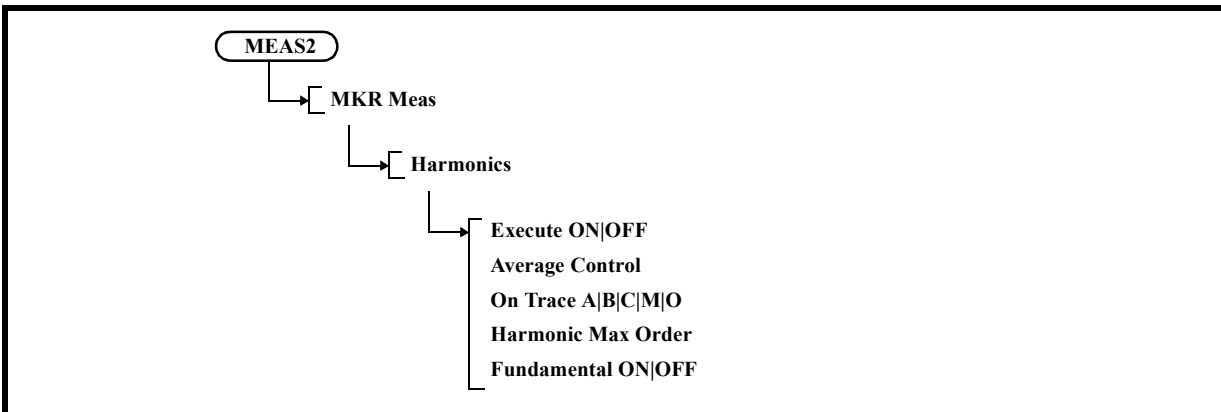 MEAS2
MKR Meas
Harmonics
Execute ON|OFF
Average Control
On Trace A|B|C|M|O
Harmonic Max Order
Fundamental ON|OFF